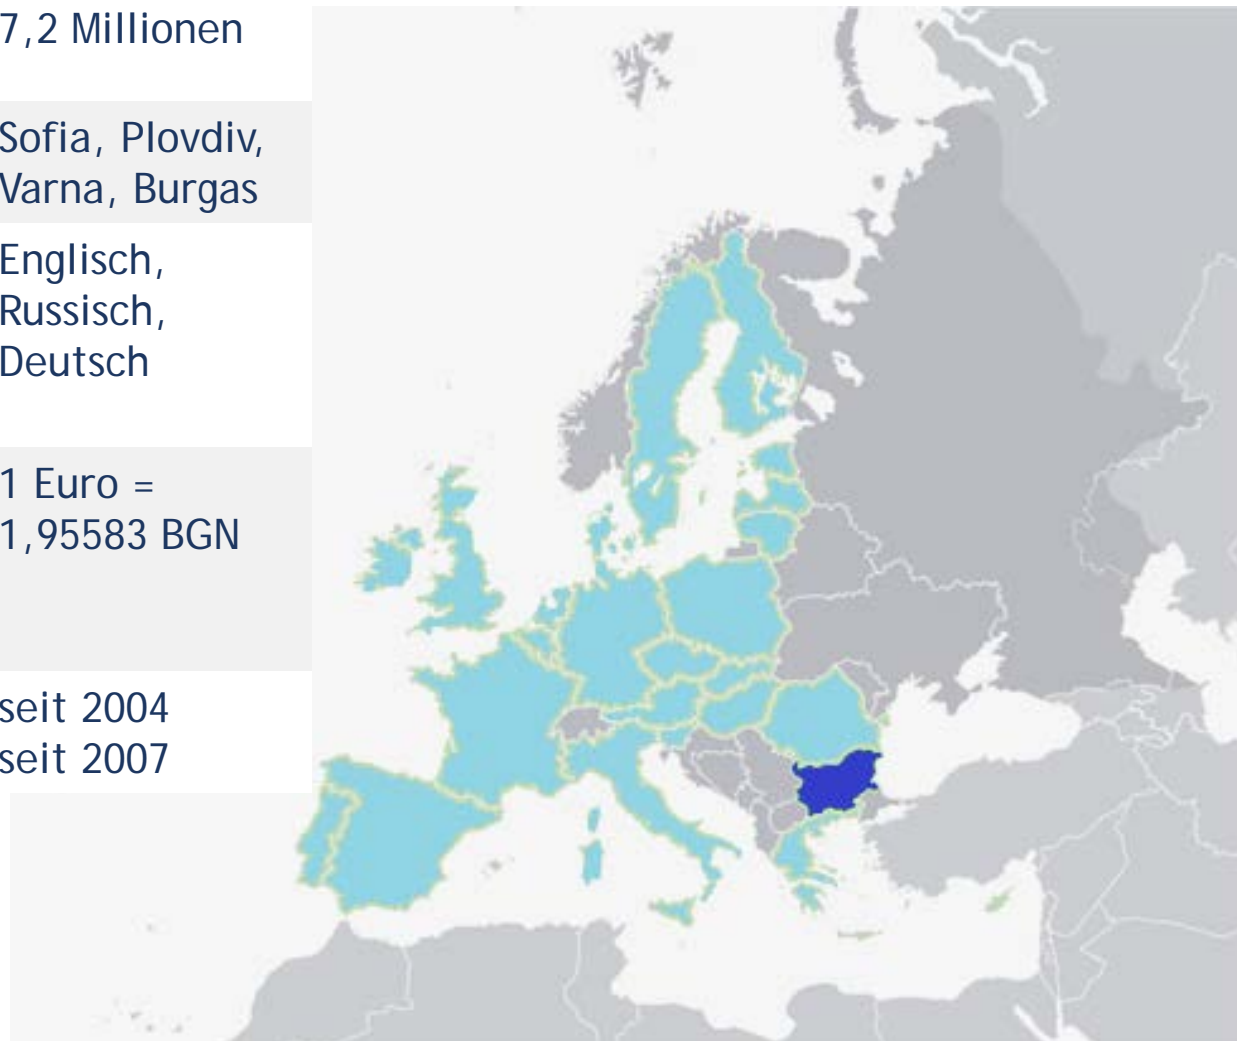 7,2 Millionen
Sofia, Plovdiv,
Varna, Burgas
Englisch,
Russisch,
Deutsch
1 Euro =
1,95583 BGN
seit 2004
seit 2007